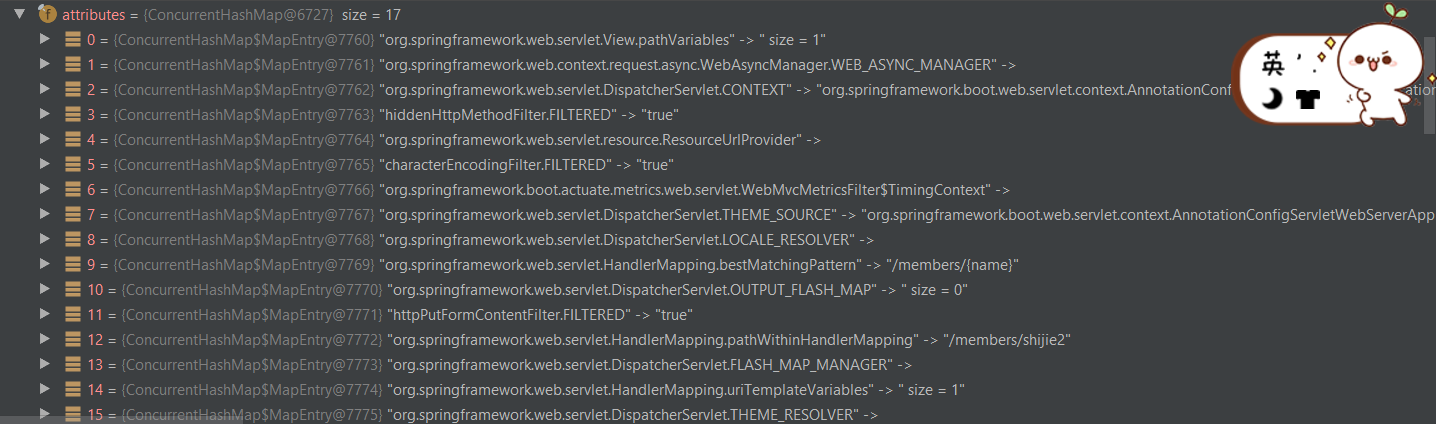 attributes = {ConcurrentHashMap@6727} size = 17
0 = {ConcurrentHashMap$MapEntry@7760} "org.springframework.web.servlet.View.pathVariables" -> " size = 1"
1 = {ConcurrentHashMap$MapEntry@7761} "org.springframework.web.context.request.async.WebAsyncManager.WEB_ASYNC_MANAGER" ->
2 = {ConcurrentHashMap$MapEntry@7762} "org.springframework.web.servlet.DispatcherServlet.CONTEXT" -> "org.springframework.boot.web.servlet.context.AnnotationConfig
英
3 = {ConcurrentHashMap$MapEntry@7763} "hiddenHttpMethodFilter.FILTERED" -> "true"
4 = {ConcurrentHashMap$MapEntry@7764} "org.springframework.web.servlet.resource.ResourceUrlProvider" ->
5 = {ConcurrentHashMap$MapEntry@7765} "characterEncodingFilter.FILTERED" -> "true"
6 = {ConcurrentHashMap$MapEntry@7766} "org.springframework.boot.actuate.metrics.web.servlet.WebMvcMetricsFilter$TimingContext" ->
7 = {ConcurrentHashMap$MapEntry@7767} "org.springframework.web.servlet.DispatcherServlet.THEME_SOURCE" -> "org.springframework.boot.web.servlet.context.AnnotationConfigServletWebServerApp
8 = {ConcurrentHashMap$MapEntry@7768} "org.springframework.web.servlet.DispatcherServlet.LOCALE_RESOLVER" ->
9 = {ConcurrentHashMap$MapEntry@7769} "org.springframework.web.servlet.HandlerMapping.bestMatchingPattern" -> "/members/{name}"
10 = {ConcurrentHashMap$MapEntry@7770} "org.springframework.web.servlet.DispatcherServlet.OUTPUT_FLASH_MAP" -> " size = 0"
11 = {ConcurrentHashMap$MapEntry@7771} "httpPutFormContentFilter.FILTERED" -> "true"
12 = {ConcurrentHashMap$MapEntry@7772} "org.springframework.web.servlet.HandlerMapping.pathWithinHandlerMapping" -> "/members/shijie2"
13 = {ConcurrentHashMap$MapEntry@7773} "org.springframework.web.servlet.DispatcherServlet.FLASH_MAP_MANAGER" ->
14 = {ConcurrentHashMap$MapEntry@7774} "org.springframework.web.servlet.HandlerMapping.uriTemplateVariables" -> " size = 1"
15 = {ConcurrentHashMap$MapEntry@7775} "org.springframework.web.servlet.DispatcherServlet.THEME_RESOLVER" ->